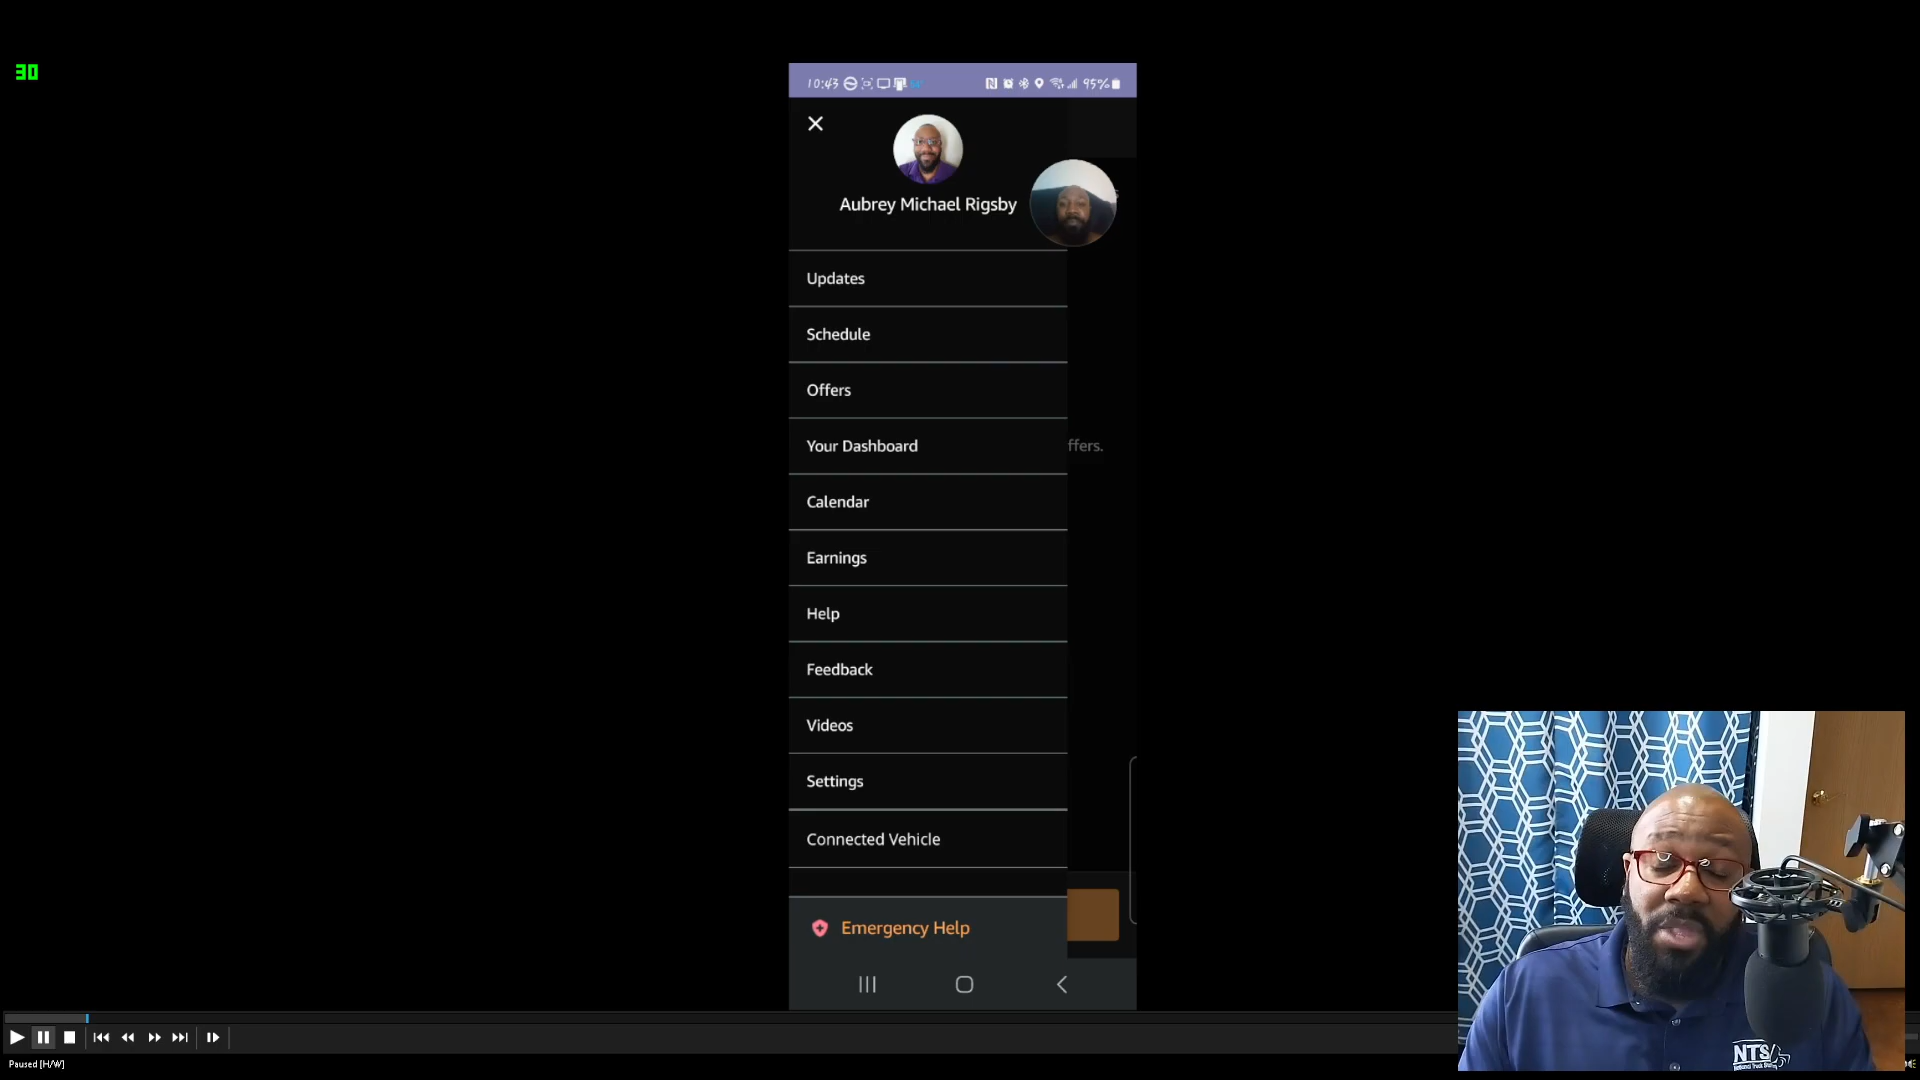 30
10:43
95%
Aubrey Michael Rigsby
Updates
Schedule
Offers
Your Dashboard
ffers.
Calendar
Earnings
Help
Feedback
Videos
Settings
Connected Vehicle
Emergency Help
Paused [H/W]
NTS